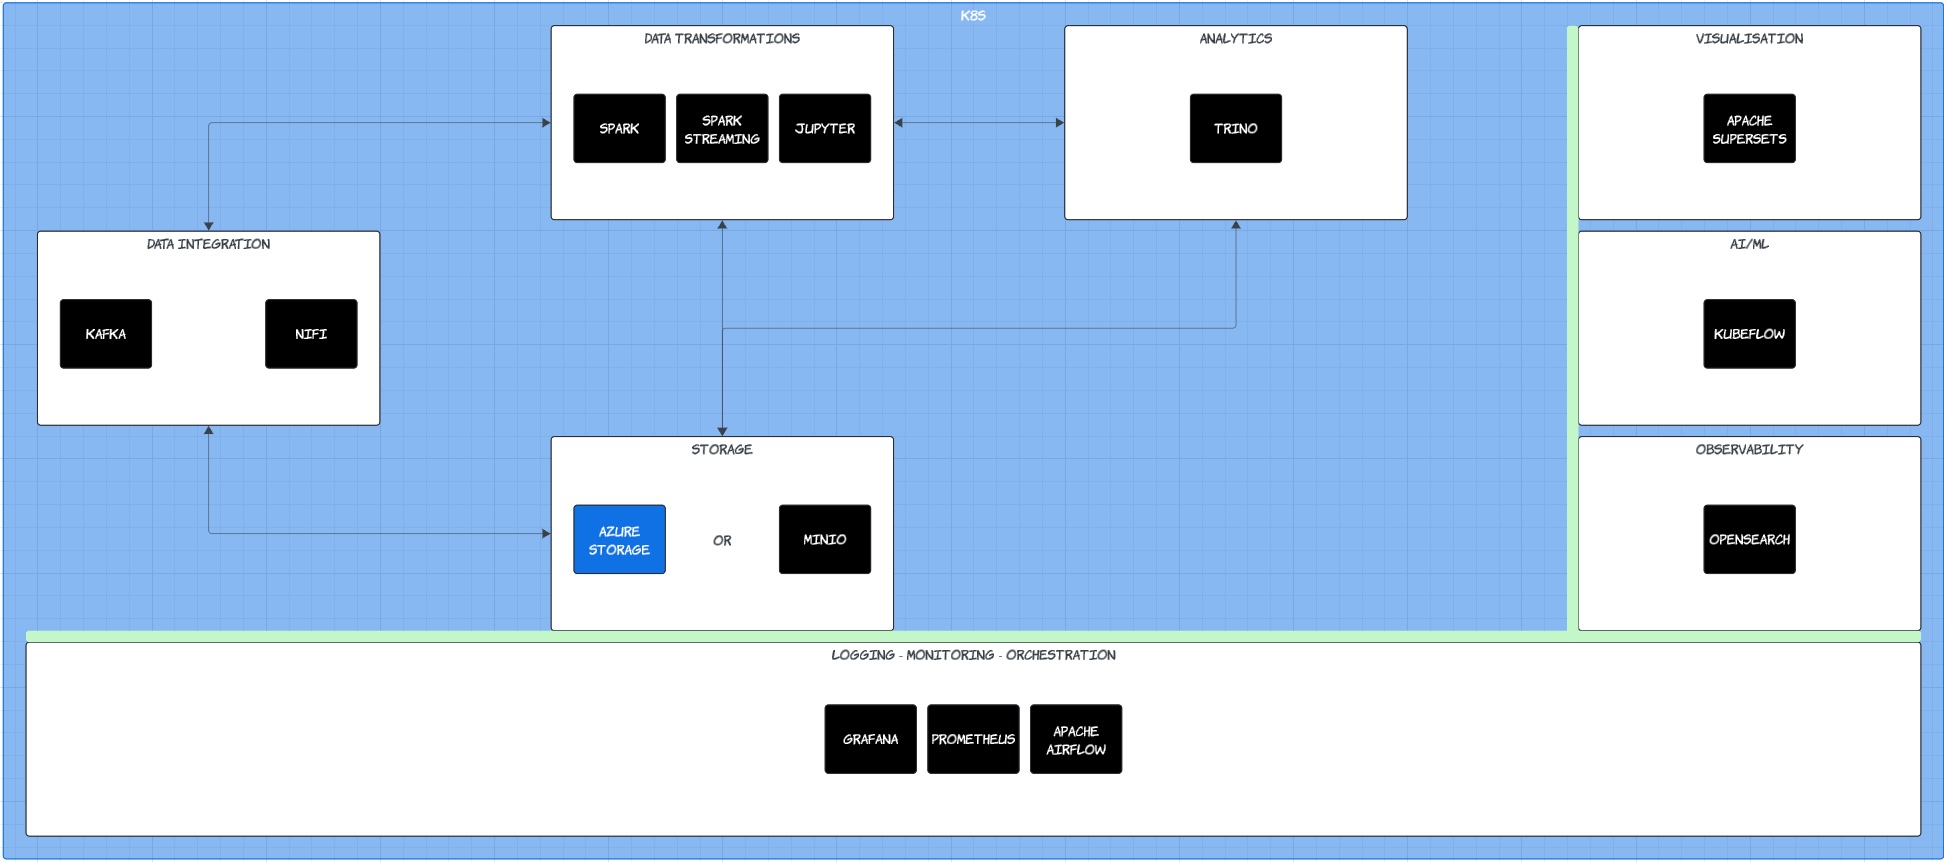 K8S
DATA TRANSFORMATIONS
SPARK
SPARK
STREAMING
JUPYTER
ANALYTICS
TRINO
VISUALISATION
APACHE
SUPERSETS
DATA INTEGRATION
KAFKA
NIFI
AI/ML
KUBEFLOW
STORAGE
AZURE
STORAGE
OR
MINIO
OBSERVABILITY
OPENSEARCH
LOGGING - MONITORING - ORCHESTRATION
GRAFANA
PROMETHEUS
APACHE
AIRFLOW